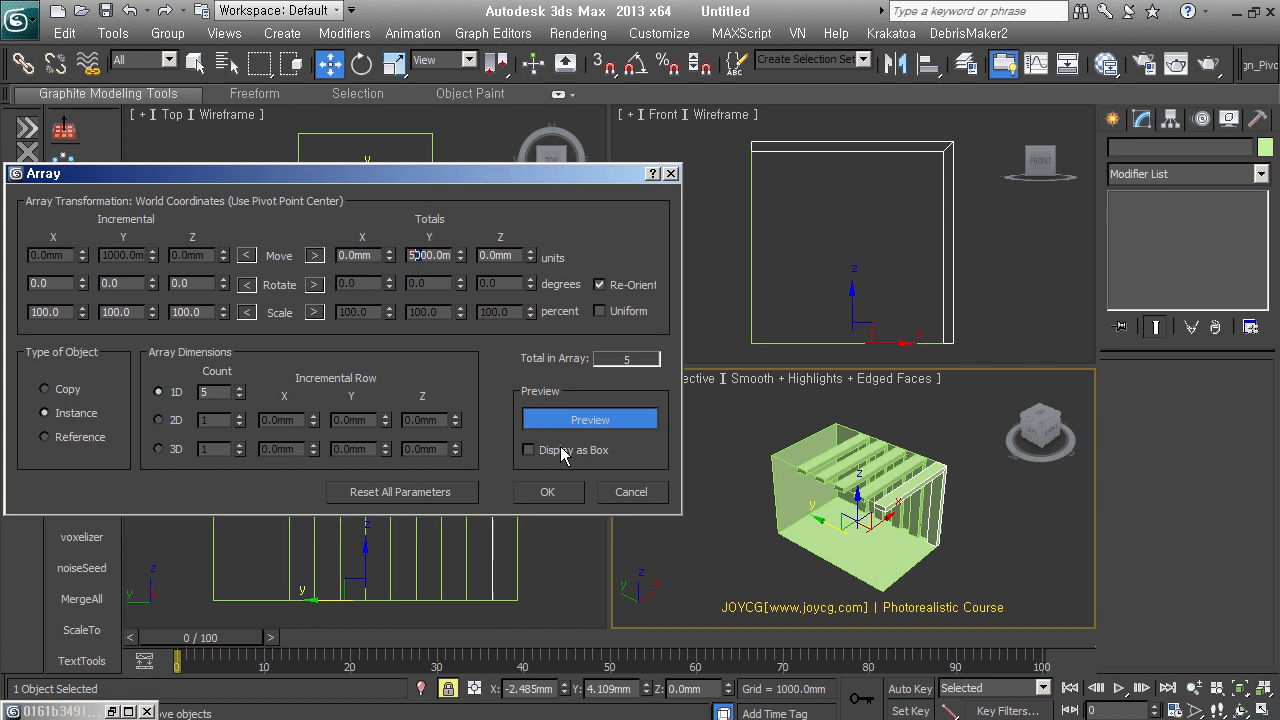 Workspace: Default
Autodesk 3ds Max 2013 x64 Untitled
Type a keyword or phrase
Edit Tools Group Views Create Modifiers Animation Graph Editors Rendering Customize MAXScript VN Help Krakatoa DebrisMaker2
All View 3 Create Selection Set gn_Pivo
Graphite Modeling Tools Freeform Selection Object Paint
[ + ] Top ] Wireframe ]
[ + ] Front ] Wireframe ]
y
TOP
FRONT
Modifier List
Array
Array Transformation: World Coordinates (Use Pivot Point Center)
Incremental Totals
X Y Z X Y Z
0.0mm 1000.0mm 0.0mm < Move > 0.0mm 5000.0m 0.0mm units
0.0 0.0 0.0 < Rotate > 0.0 0.0 0.0 degrees Re-Orient
100.0 100.0 100.0 < Scale > 100.0 100.0 100.0 percent Uniform
z
x
Type of Object Array Dimensions Total in Array: 5
Count Incremental Row
X Y Z
Copy 1D 5 Preview
Instance 2D 1 0.0mm 0.0mm 0.0mm Preview
Reference 3D 1 0.0mm 0.0mm 0.0mm Display as Box
Reset All Parameters OK Cancel
ective ] Smooth + Highlights + Edged Faces ]
z
y x
voxelizer
noiseSeed
MergeAll
ScaleTo
TextTools
z
y
z
y
z
y x
JOYCG[www.joycg.com] | Photorealistic Course
< 0 / 100 >
0 10 20 30 40 50 60 70 80 90 100
1 Object Selected X: -2.485mm Y: 4.109mm Z: 0.0mm Grid = 1000.0mm Auto Key Selected
0161b3491... ove objects Add Time Tag Set Key Key Filters... 0